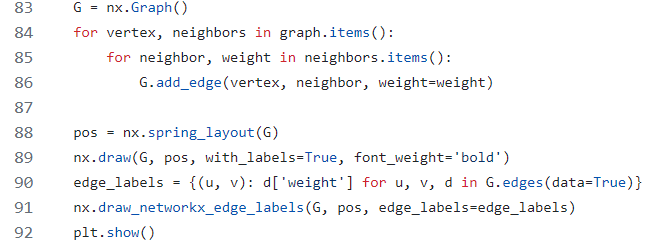 83 G = nx.Graph()
84 for vertex, neighbors in graph.items():
85 for neighbor, weight in neighbors.items():
86 G.add_edge(vertex, neighbor, weight=weight)
87
88 pos = nx.spring_layout(G)
89 nx.draw(G, pos, with_labels=True, font_weight='bold')
90 edge_labels = {(u, v): d['weight'] for u, v, d in G.edges(data=True)}
91 nx.draw_networkx_edge_labels(G, pos, edge_labels=edge_labels)
92 plt.show()